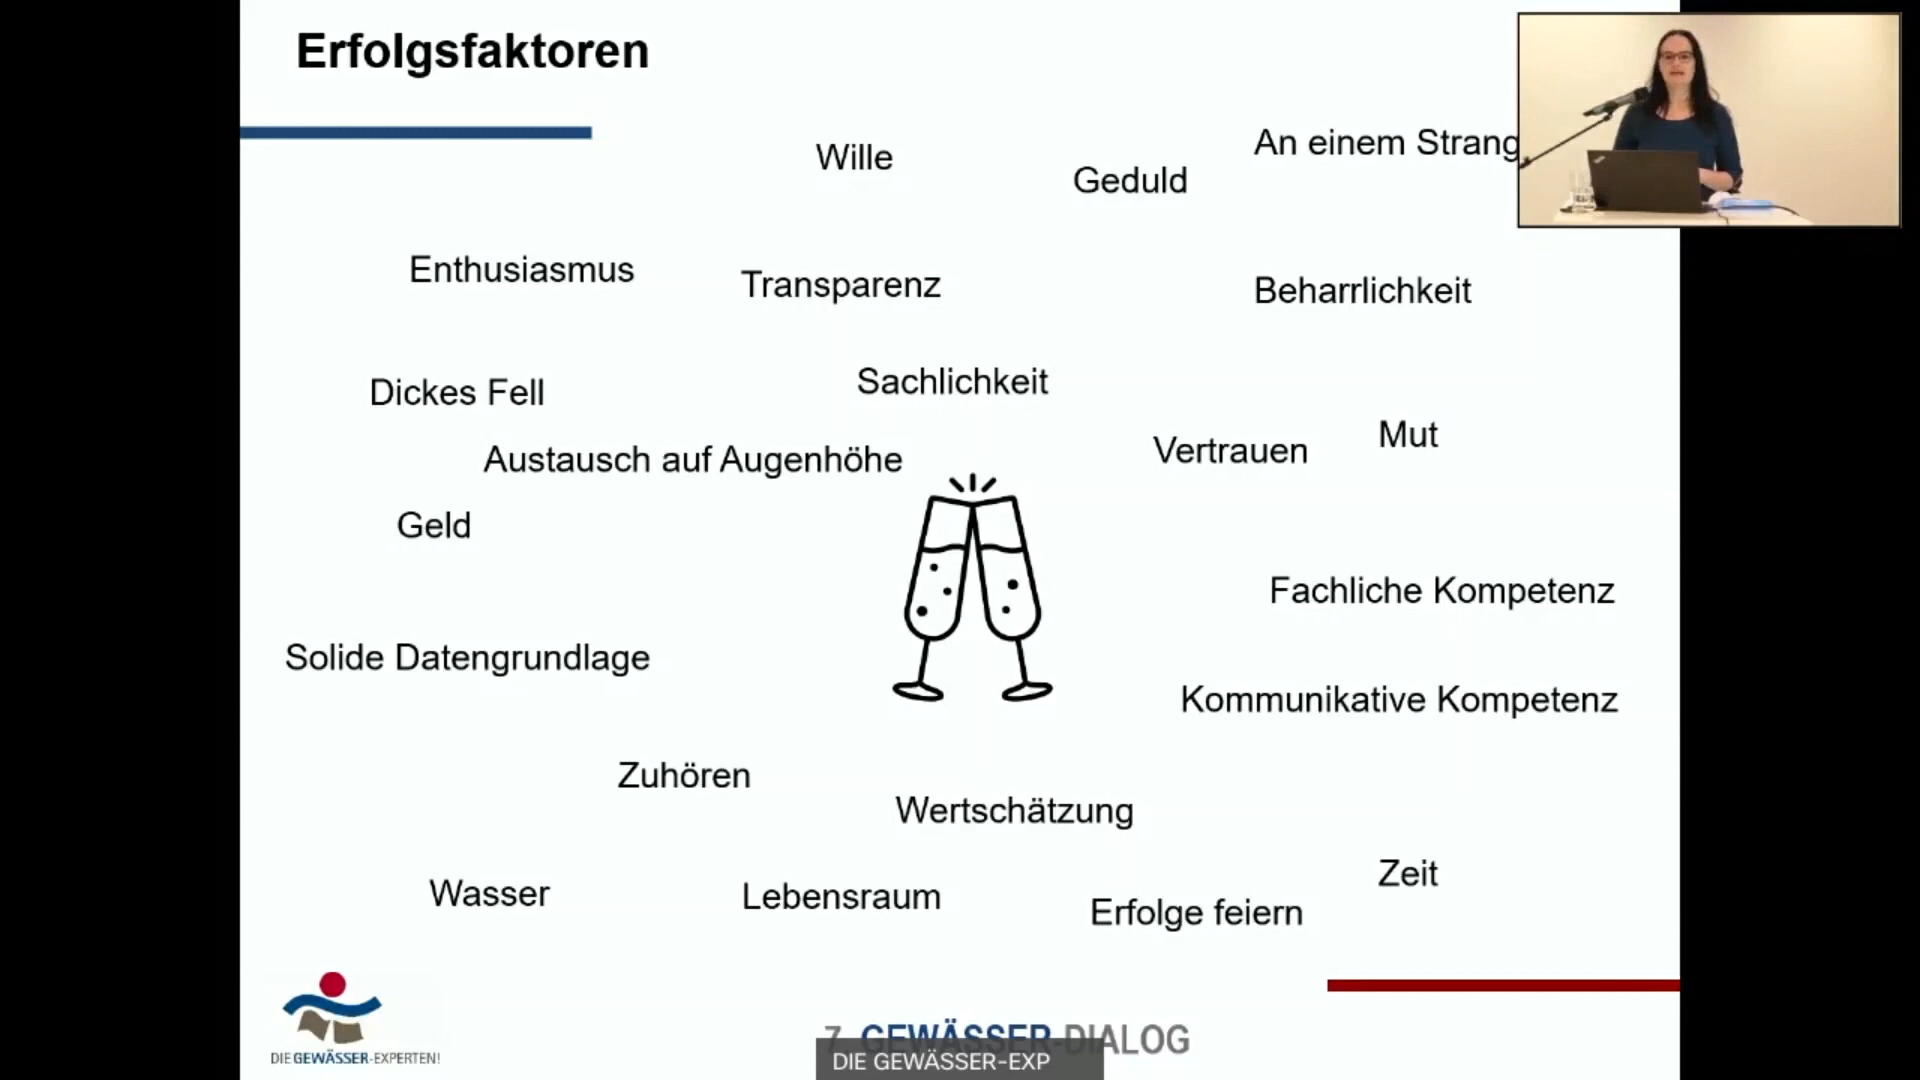 Erfolgsfaktoren
An einem Strang
Wille
Geduld
Enthusiasmus
Transparenz
Beharrlichkeit
Sachlichkeit
Dickes Fell
Mut
Vertrauen
Austausch auf Augenhöhe
Geld
Fachliche Kompetenz
Solide Datengrundlage
Kommunikative Kompetenz
Zuhören
Wertschätzung
Zeit
Wasser
Lebensraum
Erfolge feiern
7. GEWÄSSER-DIALOG
DIE GEWÄSSER-EXPERTEN!
DIE GEWÄSSER-EXP